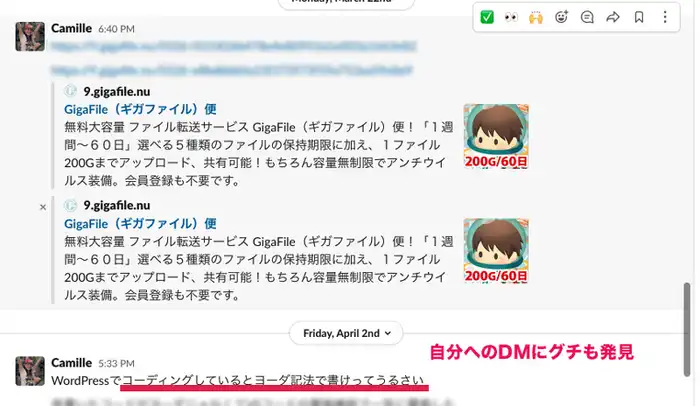 Monday, March 22nd
Camille 6:40 PM
9.gigafile.nu
GigaFile（ギガファイル）便
無料大容量 ファイル転送サービス GigaFile（ギガファイル）便！「１週
間～６０日」選べる５種類のファイルの保持期限に加え、１ファイル
200Gまでアップロード、共有可能！もちろん容量無制限でアンチウイ
ルス装備。会員登録も不要です。
200G/60日
9.gigafile.nu
GigaFile（ギガファイル）便
無料大容量 ファイル転送サービス GigaFile（ギガファイル）便！「１週
間～６０日」選べる５種類のファイルの保持期限に加え、１ファイル
200Gまでアップロード、共有可能！もちろん容量無制限でアンチウイ
ルス装備。会員登録も不要です。
200G/60日
Friday, April 2nd
自分へのDMにグチも発見
Camille 5:33 PM
WordPressでコーディングしているとヨーダ記法で書けってうるさい